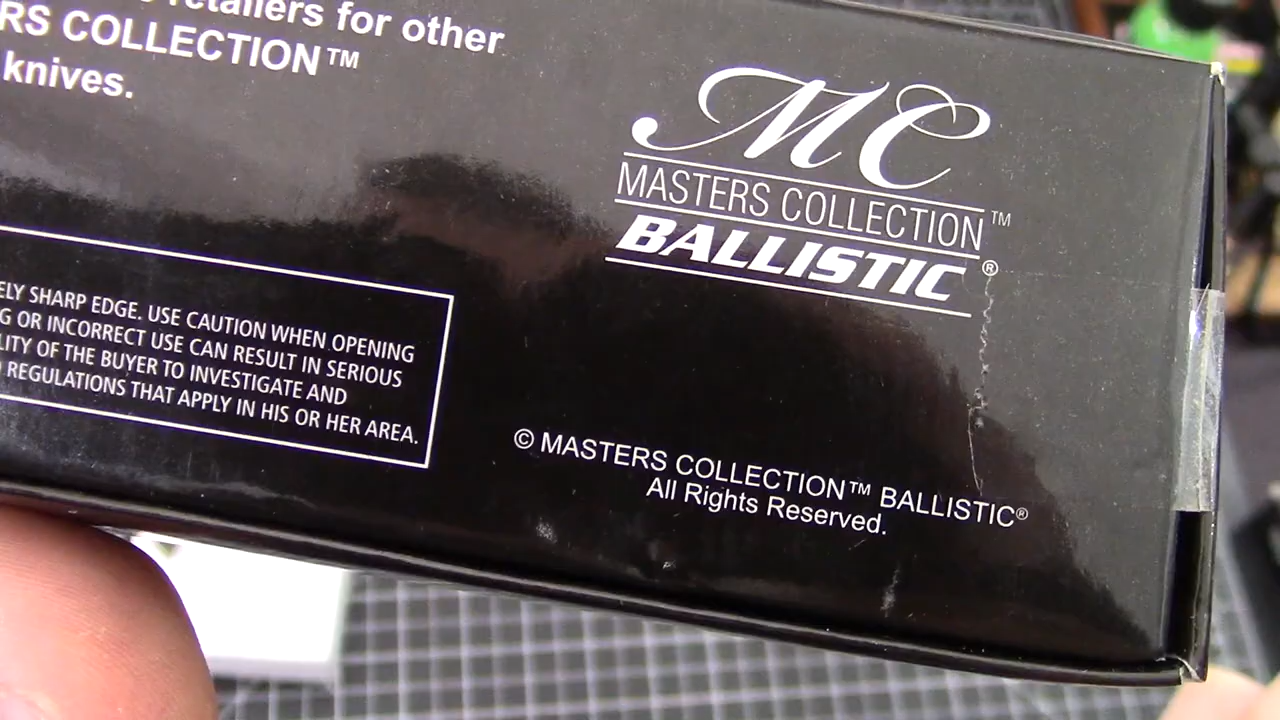 retailers for other
RS COLLECTION™
knives.
MC
MASTERS COLLECTION™
BALLISTIC®
ELY SHARP EDGE. USE CAUTION WHEN OPENING
G OR INCORRECT USE CAN RESULT IN SERIOUS
LITY OF THE BUYER TO INVESTIGATE AND
REGULATIONS THAT APPLY IN HIS OR HER AREA.
© MASTERS COLLECTION™ BALLISTIC®
All Rights Reserved.